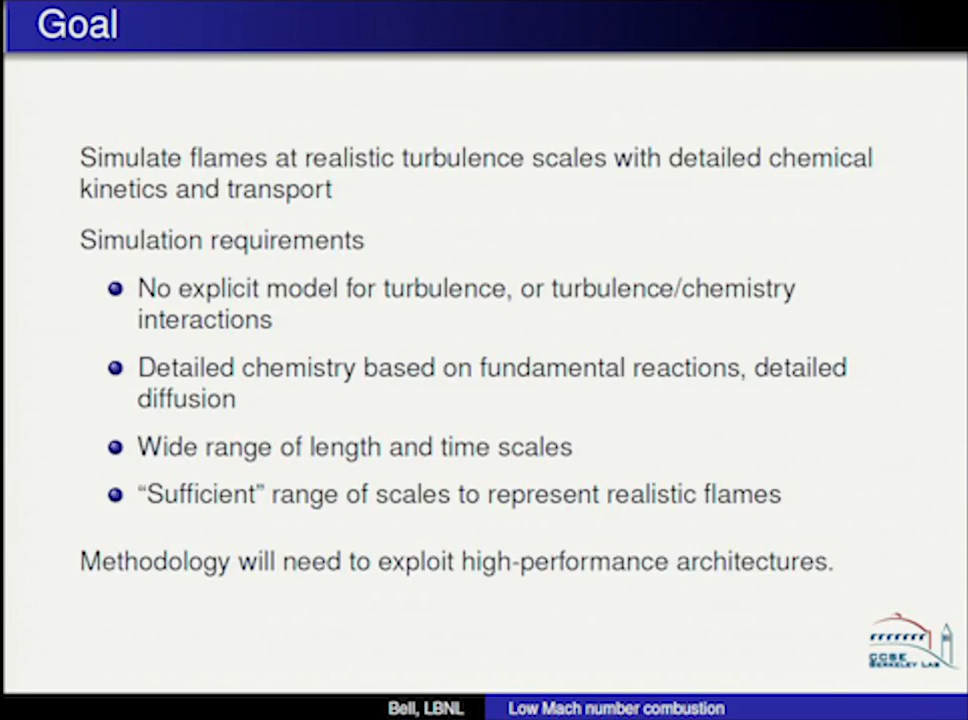 Goal
Simulate flames at realistic turbulence scales with detailed chemical
kinetics and transport
Simulation requirements
No explicit model for turbulence, or turbulence/chemistry
interactions
Detailed chemistry based on fundamental reactions, detailed
diffusion
Wide range of length and time scales
“Sufficient” range of scales to represent realistic flames
Methodology will need to exploit high-performance architectures.
CCSE
BERKELEY LAB
Bell, LBNL
Low Mach number combustion